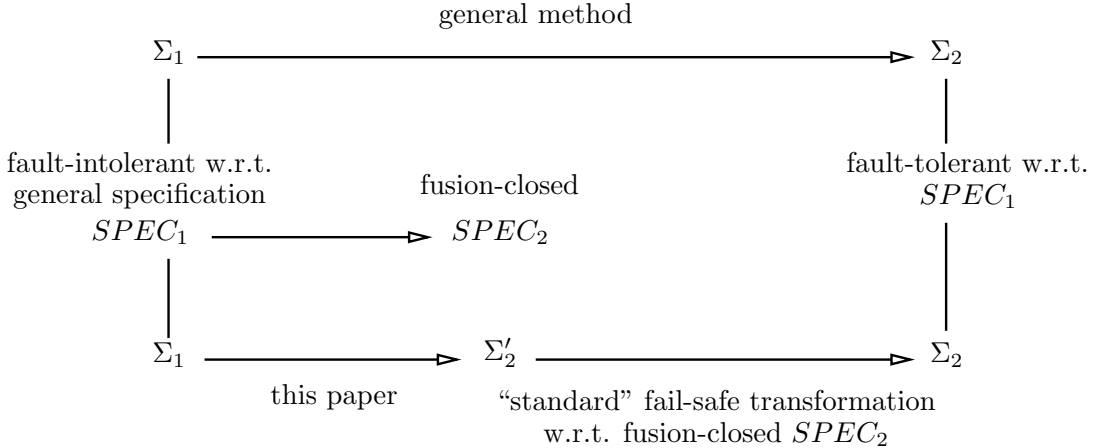 general method
Σ₁ Σ₂
fault-intolerant w.r.t.
general specification
SPEC₁
fusion-closed
SPEC₂
fault-tolerant w.r.t.
SPEC₁
Σ₁ Σ′₂ Σ₂
this paper
“standard” fail-safe transformation
w.r.t. fusion-closed SPEC₂